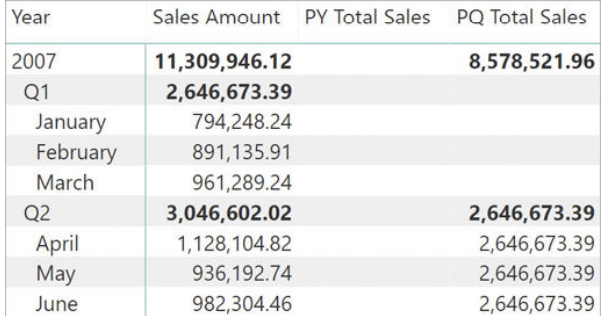 Year Sales Amount PY Total Sales PQ Total Sales
2007 11,309,946.12 8,578,521.96
Q1 2,646,673.39
January 794,248.24
February 891,135.91
March 961,289.24
Q2 3,046,602.02 2,646,673.39
April 1,128,104.82 2,646,673.39
May 936,192.74 2,646,673.39
June 982,304.46 2,646,673.39